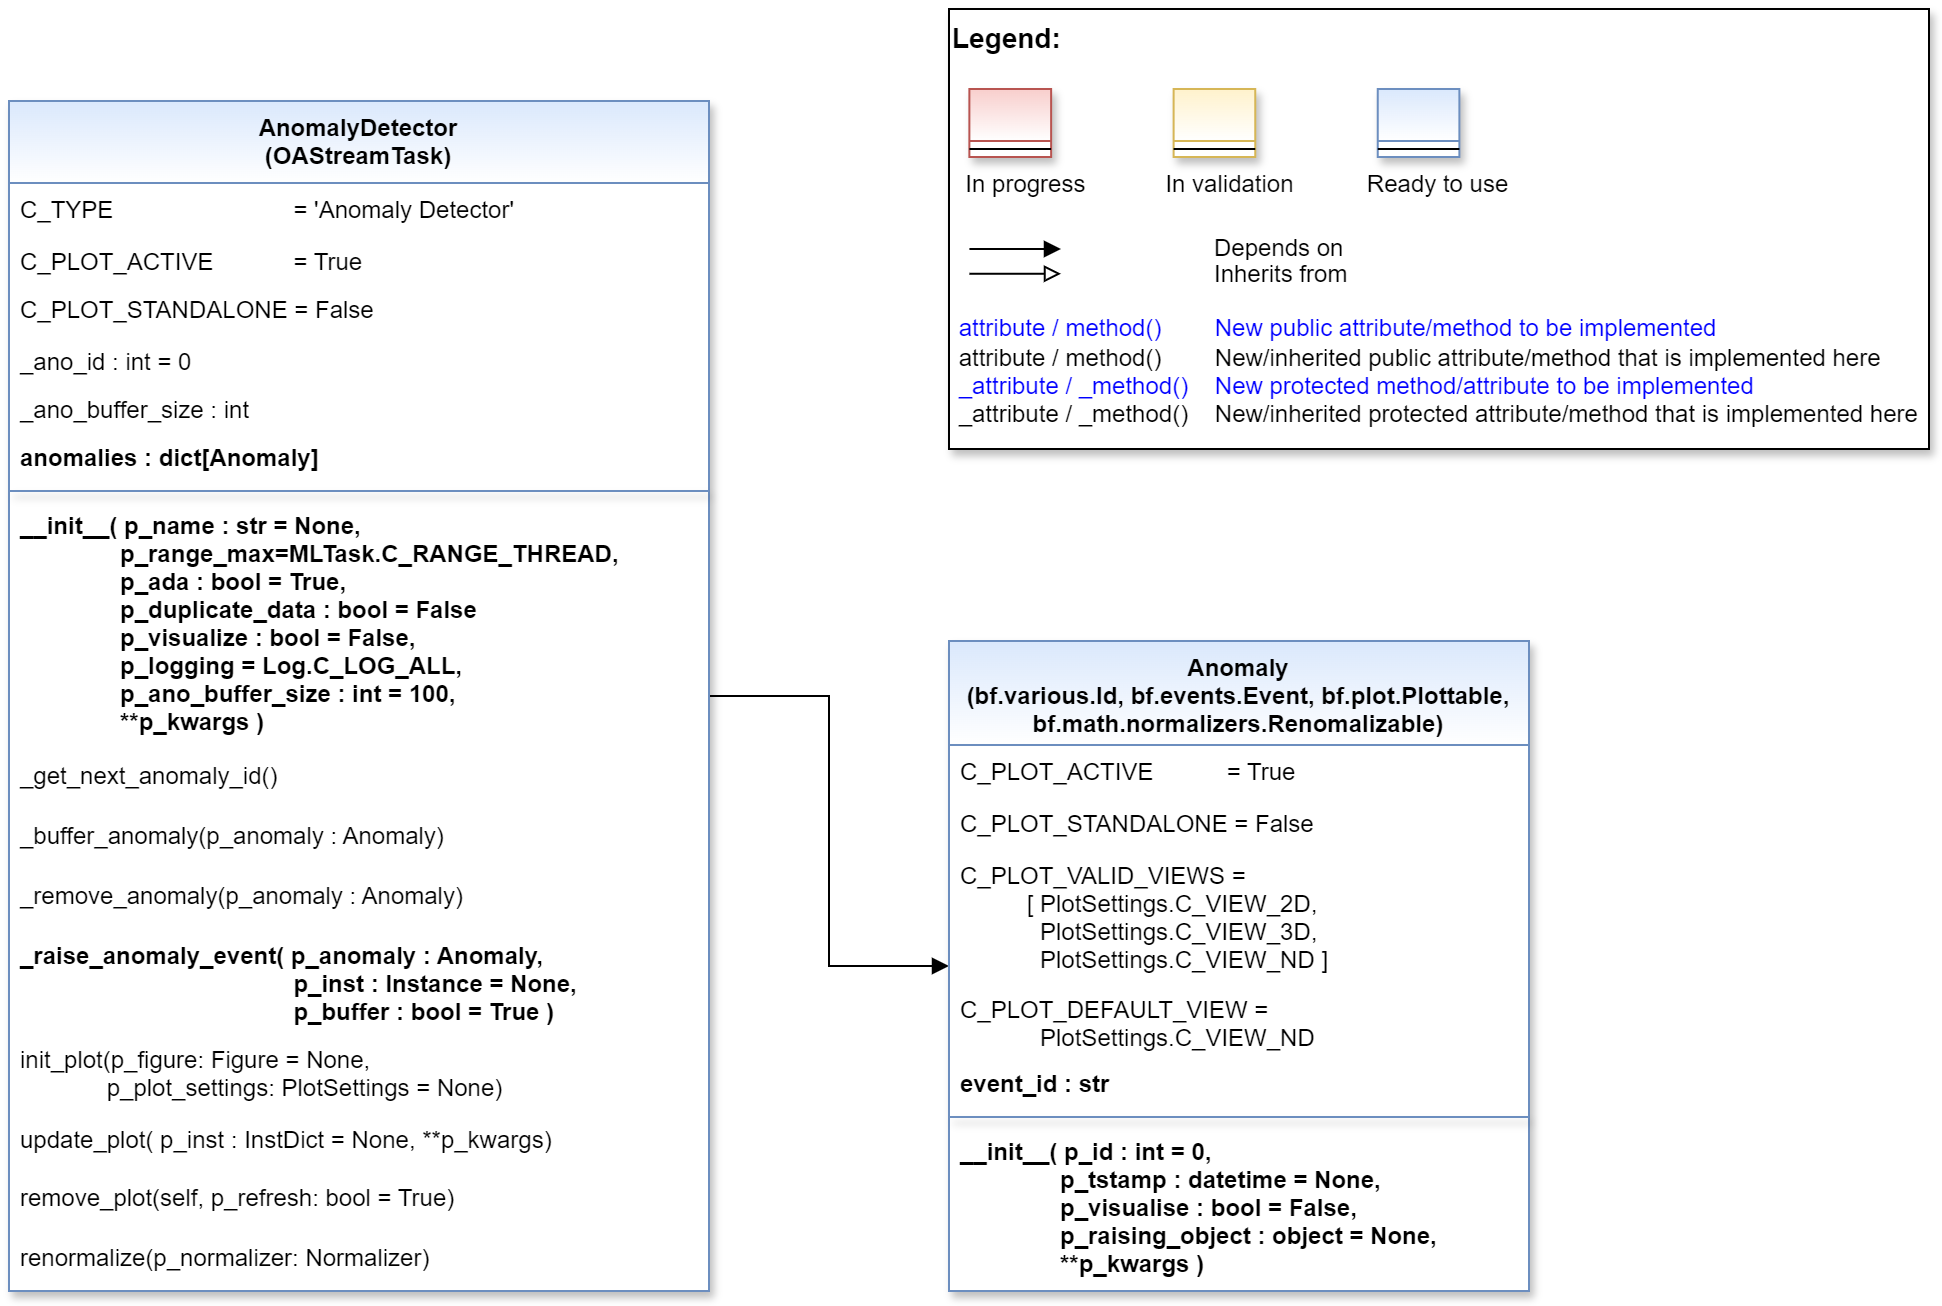 Legend:
In progress
In validation
Ready to use
Depends on
Inherits from
attribute / method() New public attribute/method to be implemented
attribute / method() New/inherited public attribute/method that is implemented here
_attribute / _method() New protected method/attribute to be implemented
_attribute / _method() New/inherited protected attribute/method that is implemented here
AnomalyDetector
(OAStreamTask)
C_TYPE = 'Anomaly Detector'
C_PLOT_ACTIVE = True
C_PLOT_STANDALONE = False
_ano_id : int = 0
_ano_buffer_size : int
anomalies : dict[Anomaly]
__init__( p_name : str = None,
p_range_max=MLTask.C_RANGE_THREAD,
p_ada : bool = True,
p_duplicate_data : bool = False
p_visualize : bool = False,
p_logging = Log.C_LOG_ALL,
p_ano_buffer_size : int = 100,
**p_kwargs )
_get_next_anomaly_id()
_buffer_anomaly(p_anomaly : Anomaly)
_remove_anomaly(p_anomaly : Anomaly)
_raise_anomaly_event( p_anomaly : Anomaly,
p_inst : Instance = None,
p_buffer : bool = True )
init_plot(p_figure: Figure = None,
p_plot_settings: PlotSettings = None)
update_plot( p_inst : InstDict = None, **p_kwargs)
remove_plot(self, p_refresh: bool = True)
renormalize(p_normalizer: Normalizer)
Anomaly
(bf.various.Id, bf.events.Event, bf.plot.Plottable,
bf.math.normalizers.Renomalizable)
C_PLOT_ACTIVE = True
C_PLOT_STANDALONE = False
C_PLOT_VALID_VIEWS =
[ PlotSettings.C_VIEW_2D,
PlotSettings.C_VIEW_3D,
PlotSettings.C_VIEW_ND ]
C_PLOT_DEFAULT_VIEW =
PlotSettings.C_VIEW_ND
event_id : str
__init__( p_id : int = 0,
p_tstamp : datetime = None,
p_visualise : bool = False,
p_raising_object : object = None,
**p_kwargs )